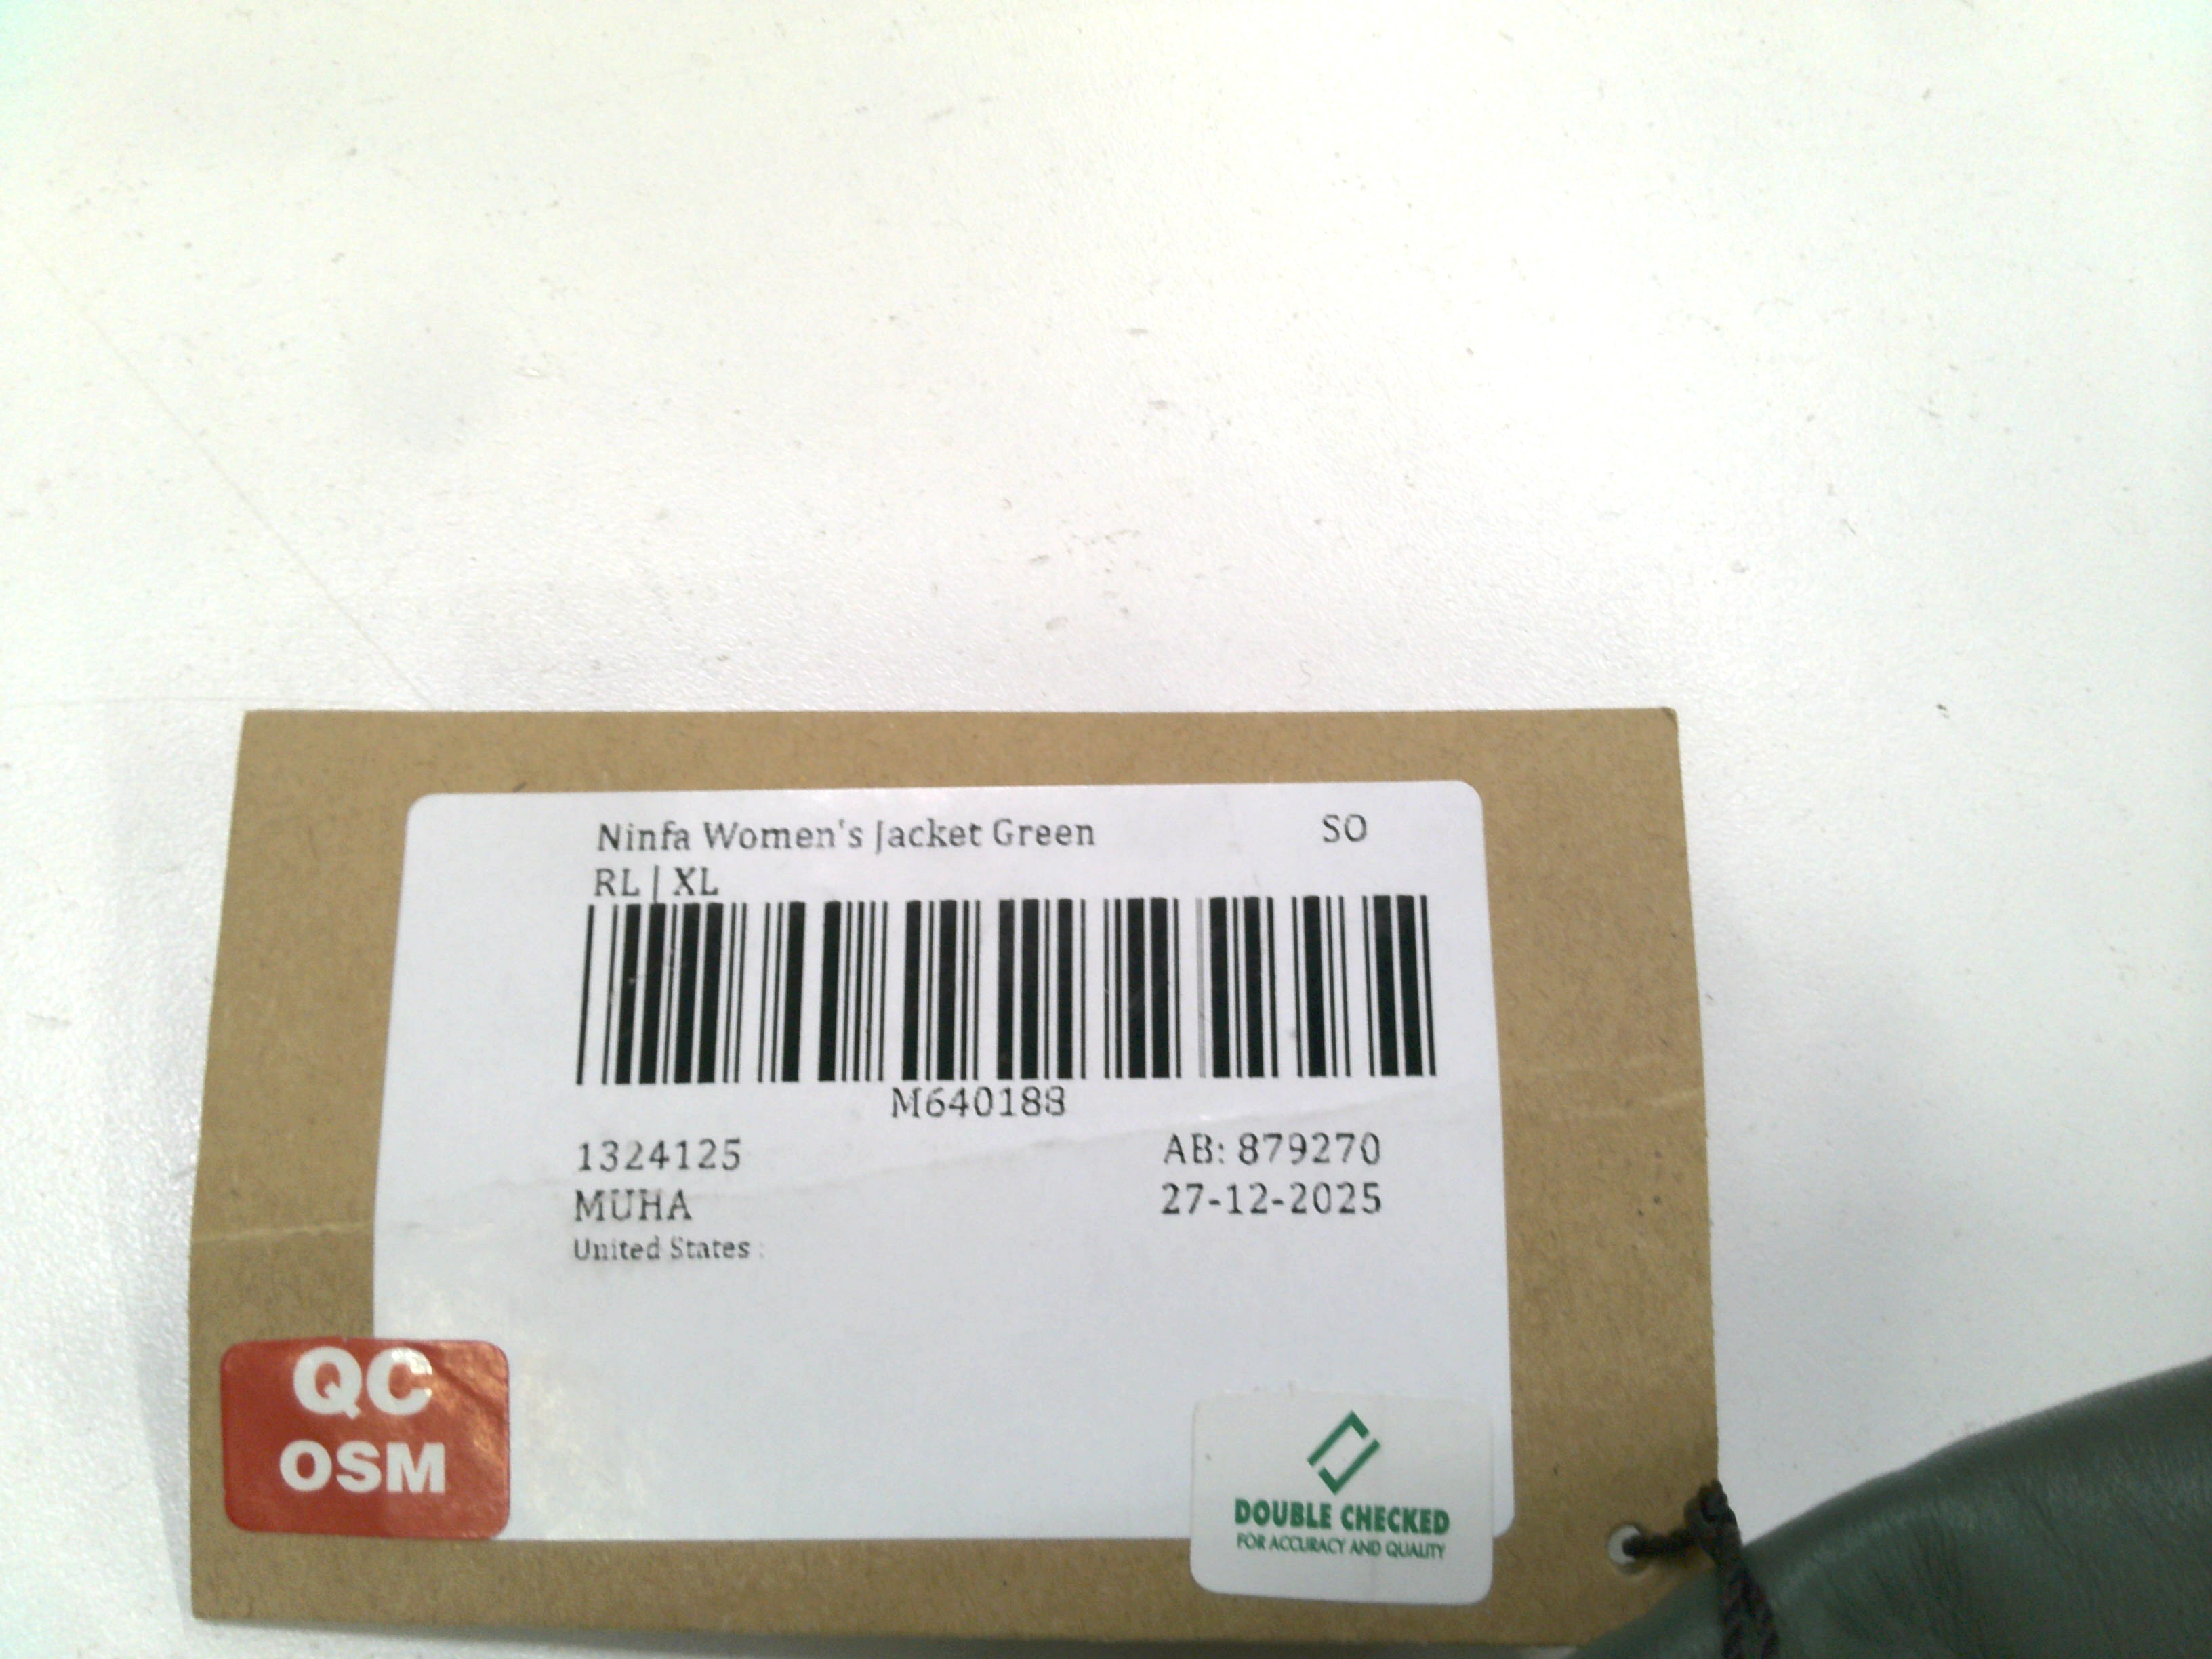 Ninfa Women's Jacket Green SO
RL | XL
M640188
1324125 AB: 879270
MUHA 27-12-2025
United States :
QC
OSM
DOUBLE CHECKED
FOR ACCURACY AND QUALITY